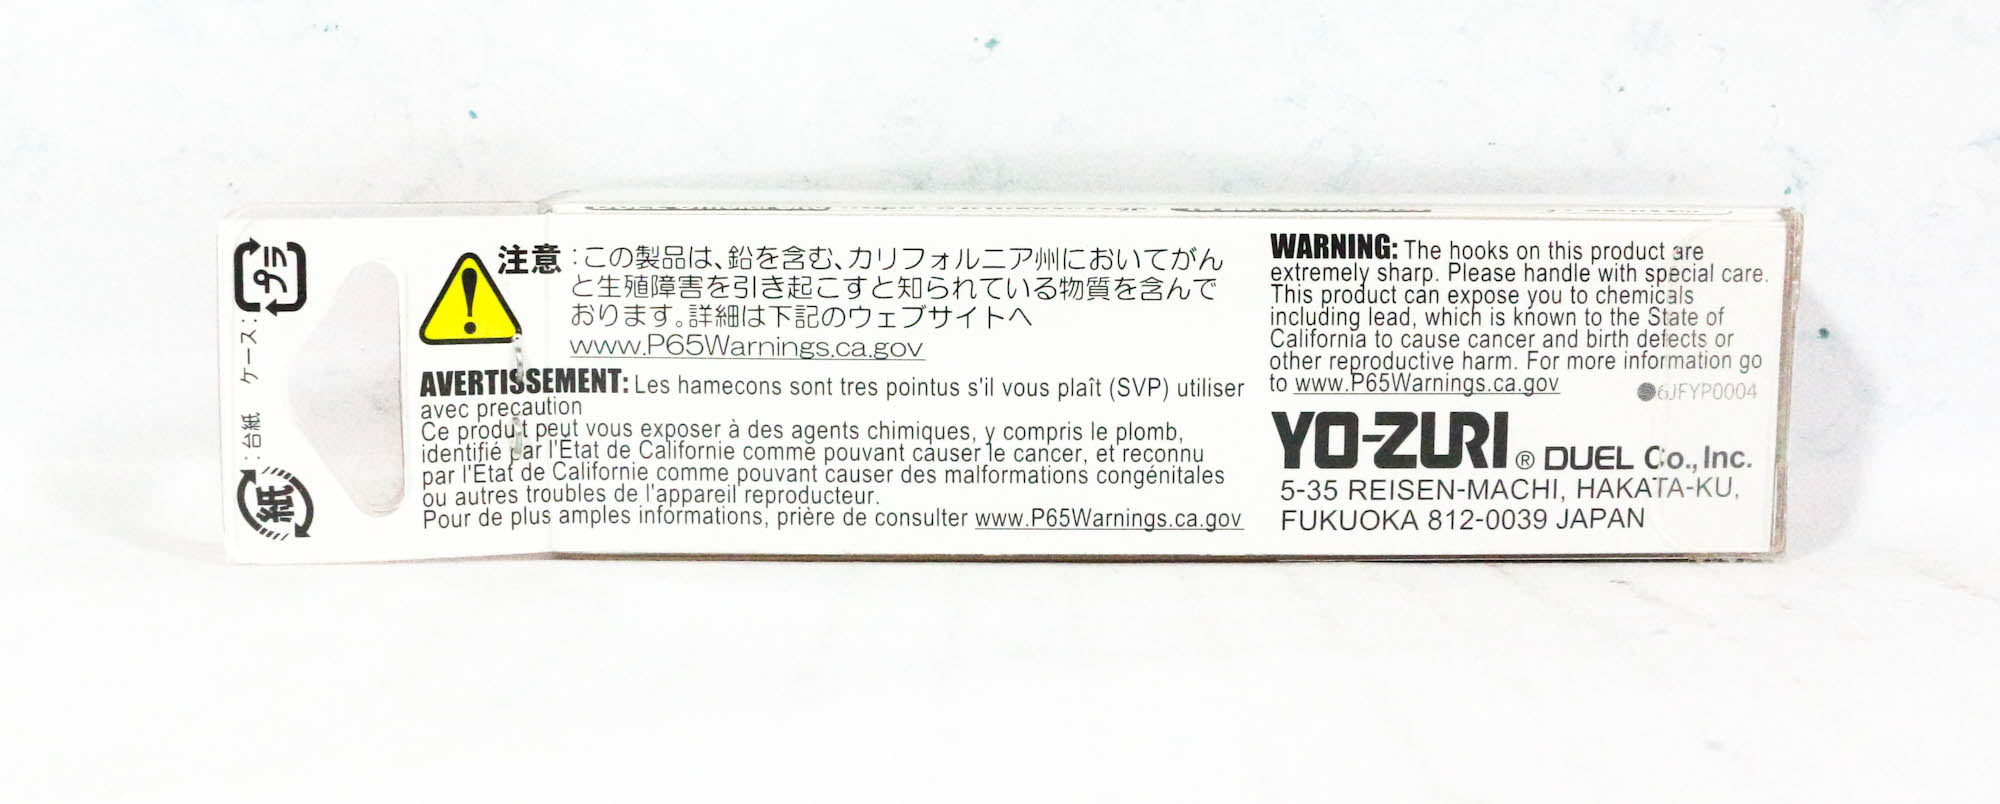 プラ
ケース:
台紙:
紙
注意:この製品は、鉛を含む、カリフォルニア州においてがん
と生殖障害を引き起こすと知られている物質を含んで
おります。詳細は下記のウェブサイトへ
www.P65Warnings.ca.gov
AVERTISSEMENT: Les hamecons sont tres pointus s'il vous plaît (SVP) utiliser
avec precaution
Ce produit peut vous exposer à des agents chimiques, y compris le plomb,
identifié par l'Etat de Californie comme pouvant causer le cancer, et reconnu
par l'Etat de Californie comme pouvant causer des malformations congénitales
ou autres troubles de l'appareil reproducteur.
Pour de plus amples informations, prière de consulter www.P65Warnings.ca.gov
WARNING: The hooks on this product are
extremely sharp. Please handle with special care.
This product can expose you to chemicals
including lead, which is known to the State of
California to cause cancer and birth defects or
other reproductive harm. For more information go
to www.P65Warnings.ca.gov
●6JFYP0004
YO-ZURI® DUEL Co., Inc.
5-35 REISEN-MACHI, HAKATA-KU,
FUKUOKA 812-0039 JAPAN